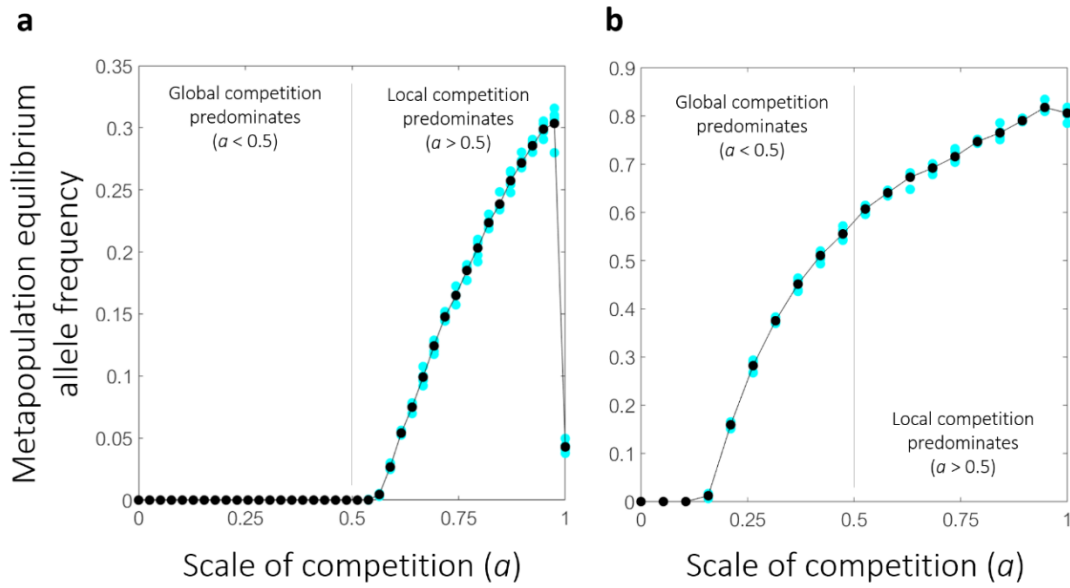 a
Metapopulation equilibrium
allele frequency
0.35
0.3
0.25
0.2
0.15
0.1
0.05
0
Global competition
predominates
(a < 0.5)
Local competition
predominates
(a > 0.5)
0
0.25
0.5
0.75
1
Scale of competition (a)
b
0.9
0.8
0.7
0.6
0.5
0.4
0.3
0.2
0.1
0
Global competition
predominates
(a < 0.5)
Local competition
predominates
(a > 0.5)
0
0.25
0.5
0.75
1
Scale of competition (a)